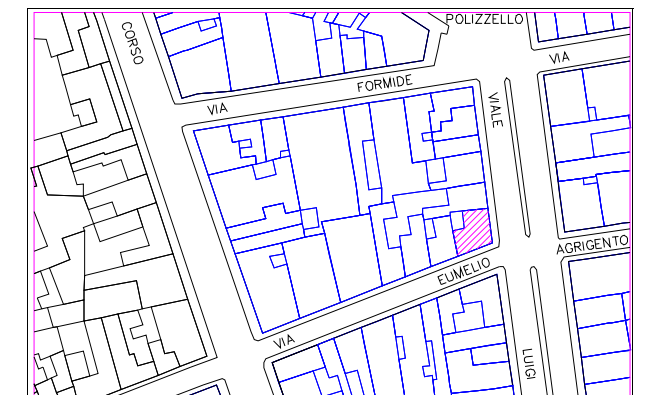 POLIZZELLO
CORSO
VIA
FORMIDE
VIA
VIALE
AGRIGENTO
EUMELIO
VIA
LUIGI